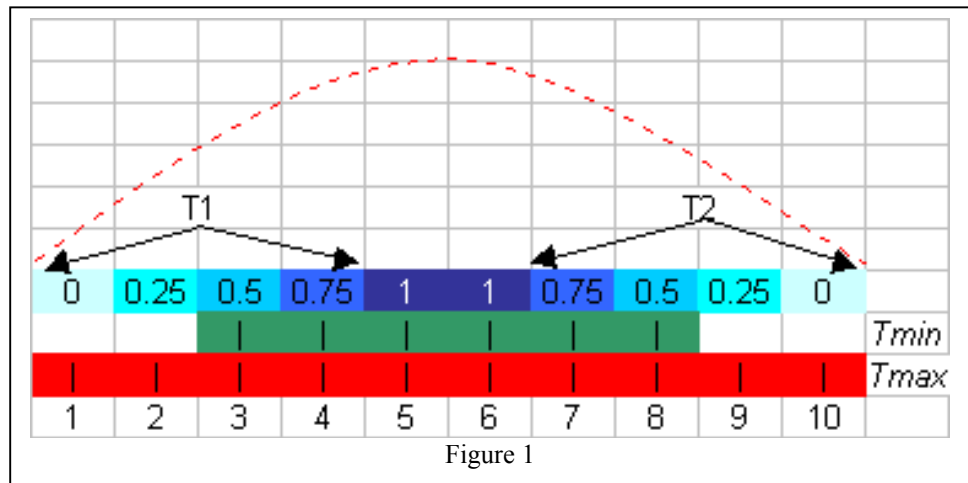 T1 T2
0 0.25 0.5 0.75 1 1 0.75 0.5 0.25 0
| | | | | | Tmin
| | | | | | | | | | Tmax
1 2 3 4 5 6 7 8 9 10
Figure 1